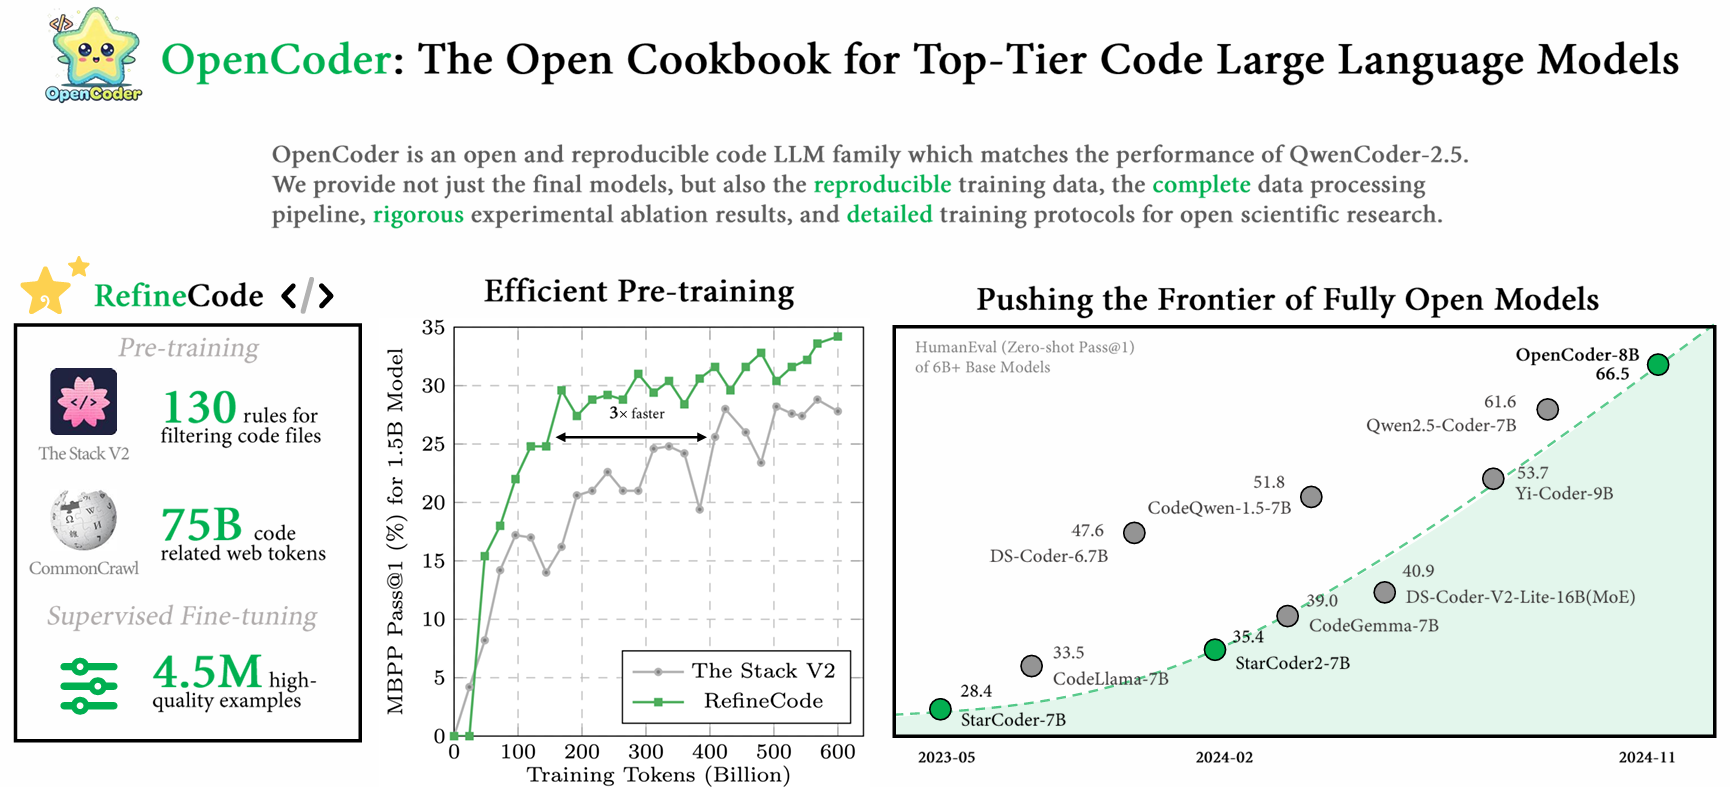 </>
OpenCoder
OpenCoder: The Open Cookbook for Top-Tier Code Large Language Models
OpenCoder is an open and reproducible code LLM family which matches the performance of QwenCoder-2.5.
We provide not just the final models, but also the reproducible training data, the complete data processing
pipeline, rigorous experimental ablation results, and detailed training protocols for open scientific research.
RefineCode </>
Pre-training
</>
The Stack V2
130 rules for
filtering code files
CommonCrawl
75B code
related web tokens
Supervised Fine-tuning
4.5M high-
quality examples
Efficient Pre-training
MBPP Pass@1 (%) for 1.5B Model
35
30
25
20
15
10
5
0
3× faster
The Stack V2
RefineCode
0 100 200 300 400 500 600
Training Tokens (Billion)
Pushing the Frontier of Fully Open Models
HumanEval (Zero-shot Pass@1)
of 6B+ Base Models
OpenCoder-8B
66.5
61.6
Qwen2.5-Coder-7B
53.7
Yi-Coder-9B
51.8
CodeQwen-1.5-7B
47.6
DS-Coder-6.7B
40.9
DS-Coder-V2-Lite-16B(MoE)
39.0
CodeGemma-7B
35.4
StarCoder2-7B
33.5
CodeLlama-7B
28.4
StarCoder-7B
2023-05
2024-02
2024-11